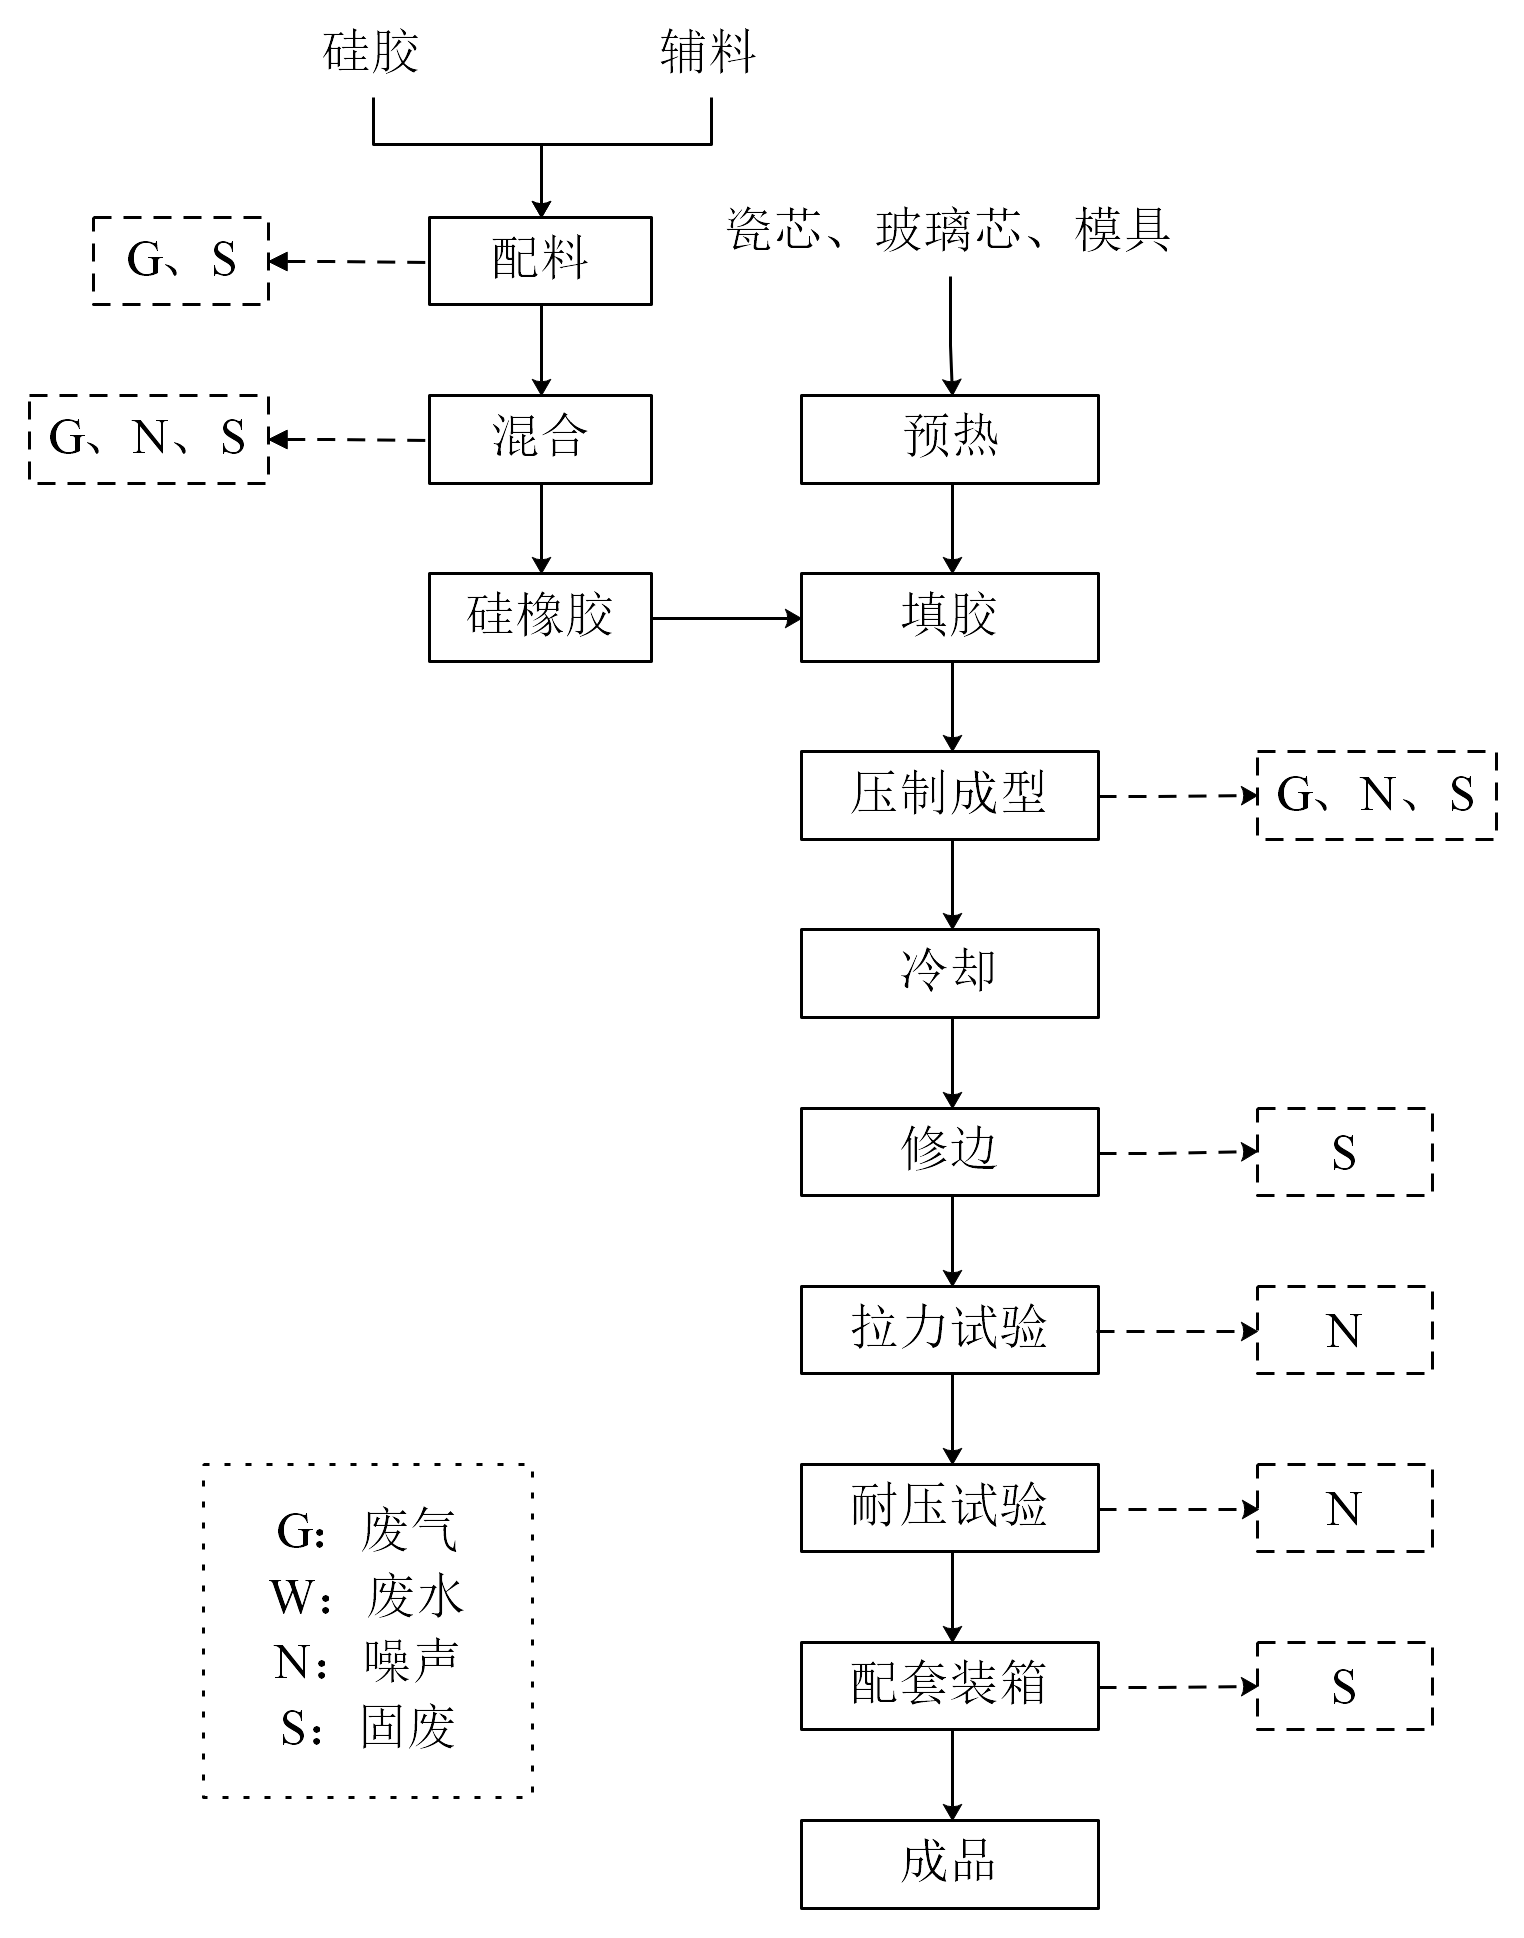 硅胶
辅料
瓷芯、玻璃芯、模具
G、S
配料
G、N、S
混合
预热
硅橡胶
填胶
压制成型
G、N、S
冷却
修边
S
拉力试验
N
耐压试验
N
配套装箱
S
成品
G：废气
W：废水
N：噪声
S：固废